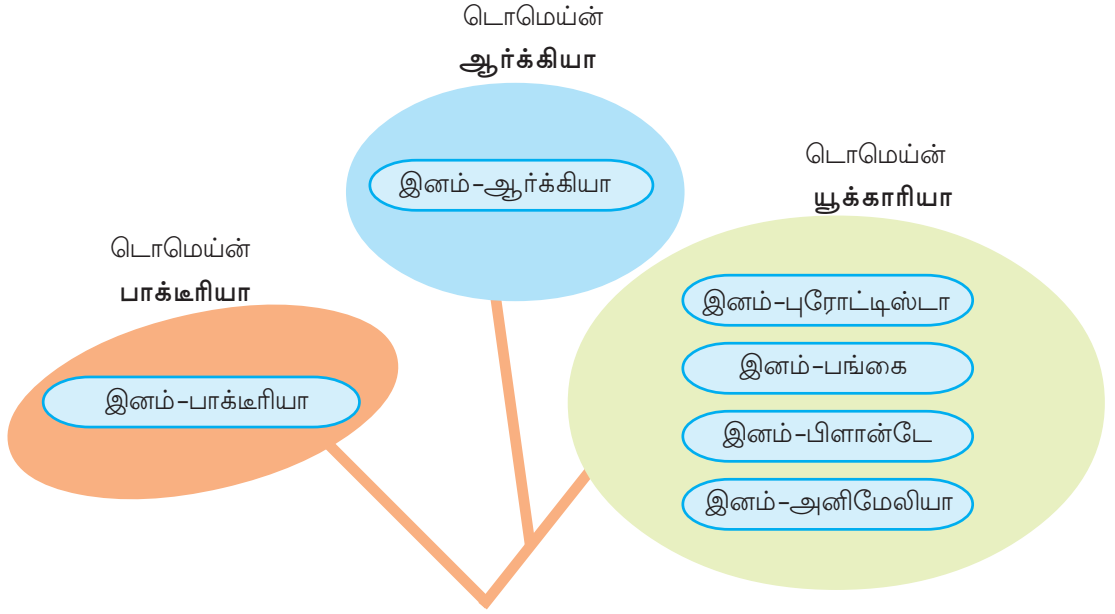 டொமெய்ன்
ஆர்க்கியா
இனம்-ஆர்க்கியா
டொமெய்ன்
யூக்காரியா
இனம்-புரோட்டிஸ்டா
இனம்-பங்கை
இனம்-பிளான்டே
இனம்-அனிமேலியா
டொமெய்ன்
பாக்டீரியா
இனம்-பாக்டீரியா